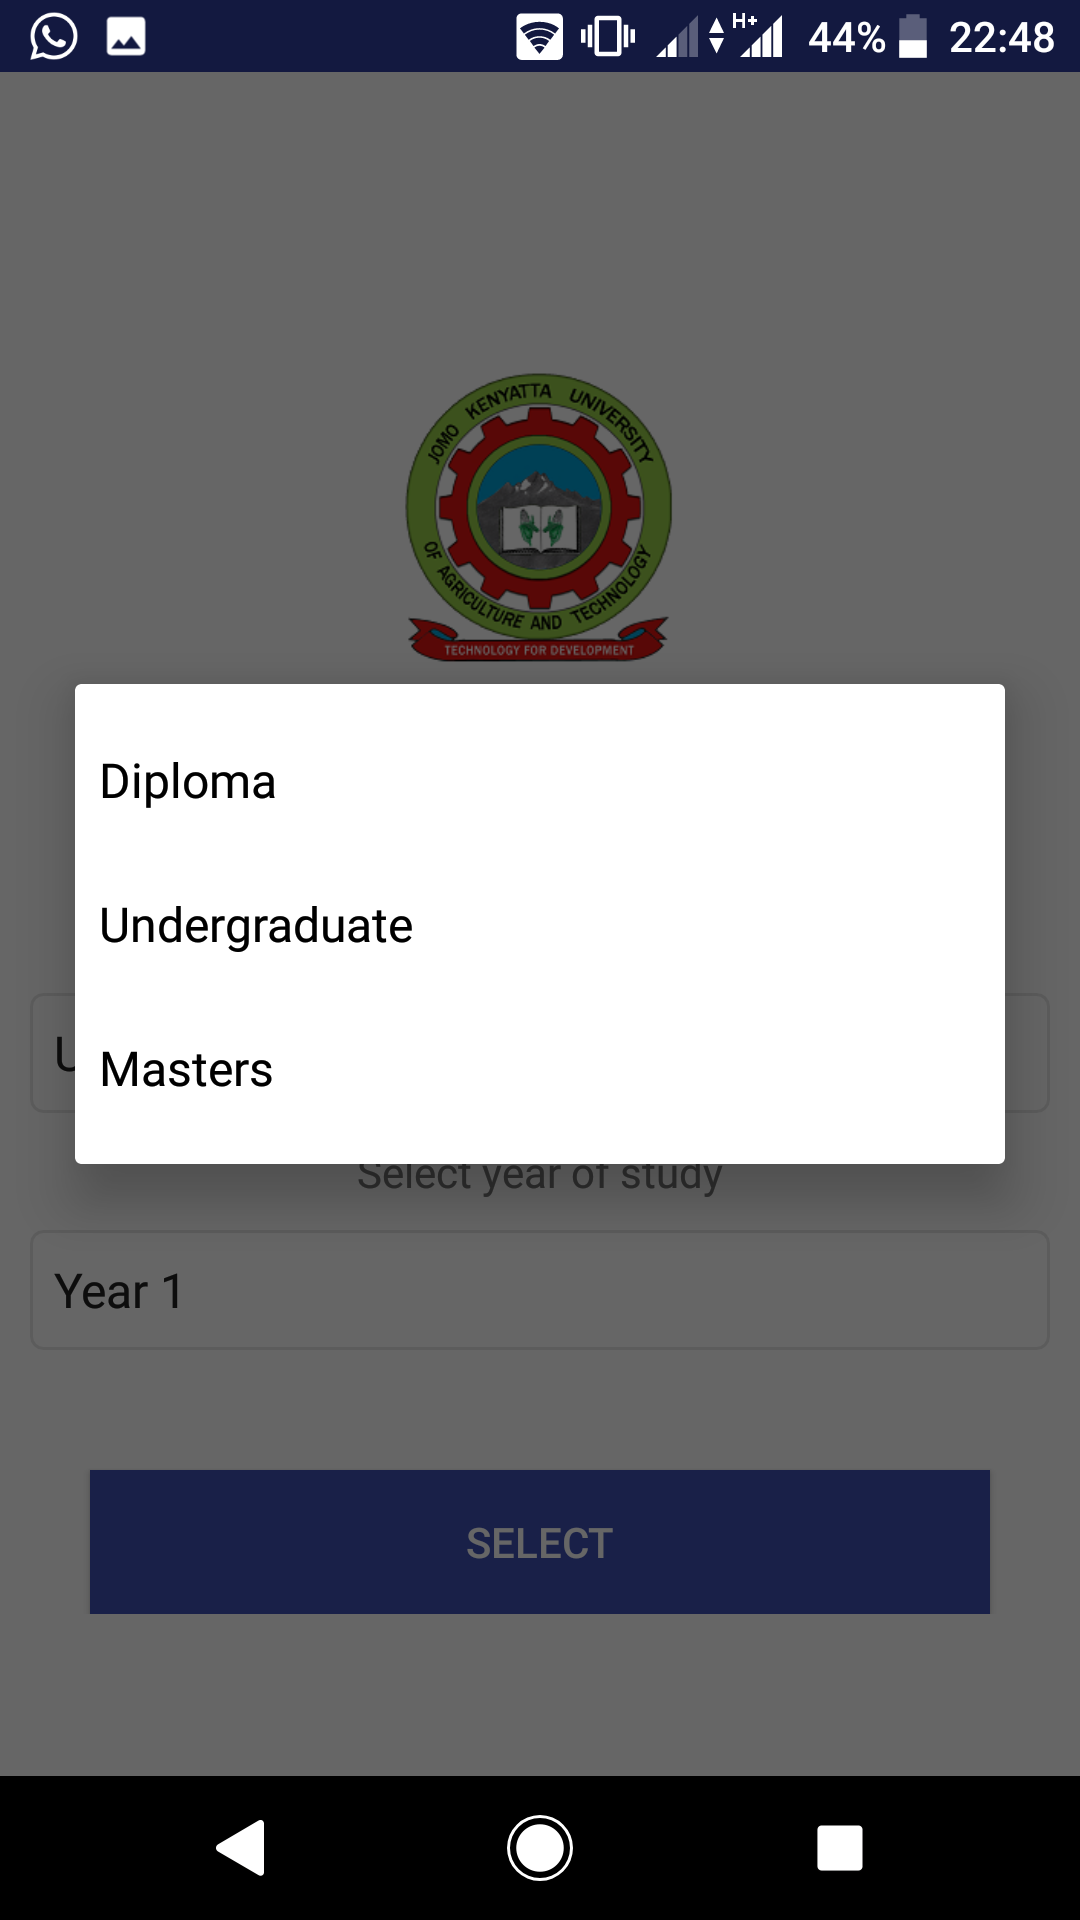 H+ 44% 22:48
JOMO KENYATTA UNIVERSITY
OF AGRICULTURE AND TECHNOLOGY
TECHNOLOGY FOR DEVELOPMENT
Diploma
Undergraduate
Masters
U
Select year of study
Year 1
SELECT